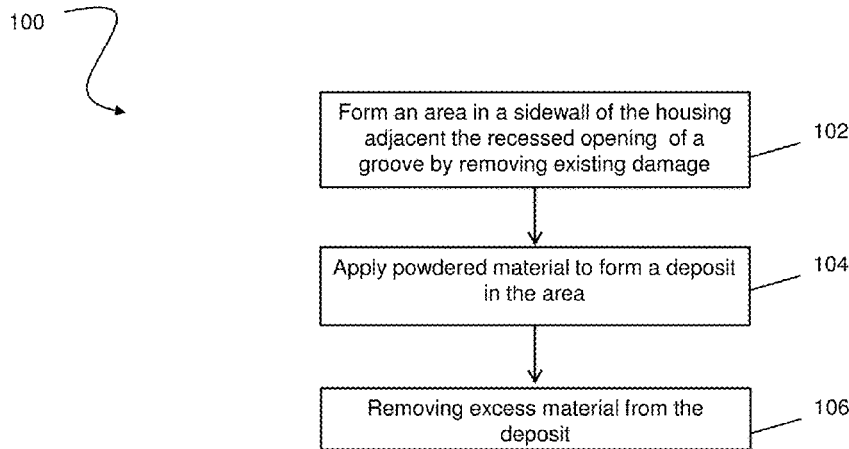 100
Form an area in a sidewall of the housing
adjacent the recessed opening of a
groove by removing existing damage
102
Apply powdered material to form a deposit
in the area
104
Removing excess material from the
deposit
106